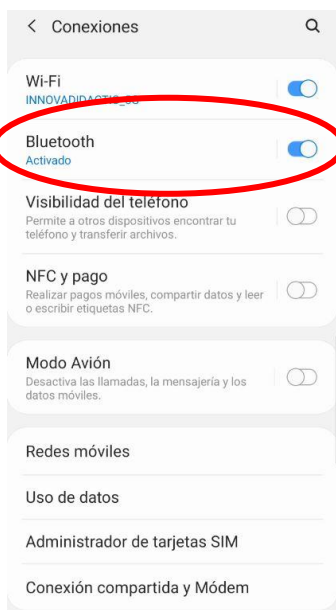 Conexiones
Wi-Fi
Bluetooth
Activado
Visibilidad del teléfono
Permite a otros dispositivos encontrar tu
teléfono y transferir archivos.
NFC y pago
Realizar pagos móviles, compartir datos y leer
o escribir etiquetas NFC.
Modo Avión
Desactiva las llamadas, la mensajería y los
datos móviles.
Redes móviles
Uso de datos
Administrador de tarjetas SIM
Conexión compartida y Módem